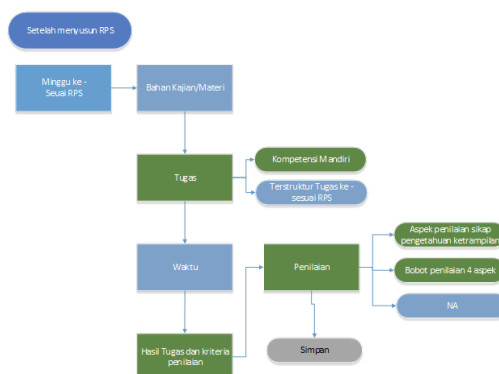 Setelah menyusun RPS
Minggu ke -
Seuai RPS
Bahan Kajian/Materi
Tugas
Kompetensi Mandiri
Terstruktur Tugas ke -
sesuai RPS
Waktu
Penilaian
Aspek penilaian sikap
pengetahuan ketrampilan
Bobot penilaian 4 aspek
NA
Hasil Tugas dan kriteria
penilaian
Simpan